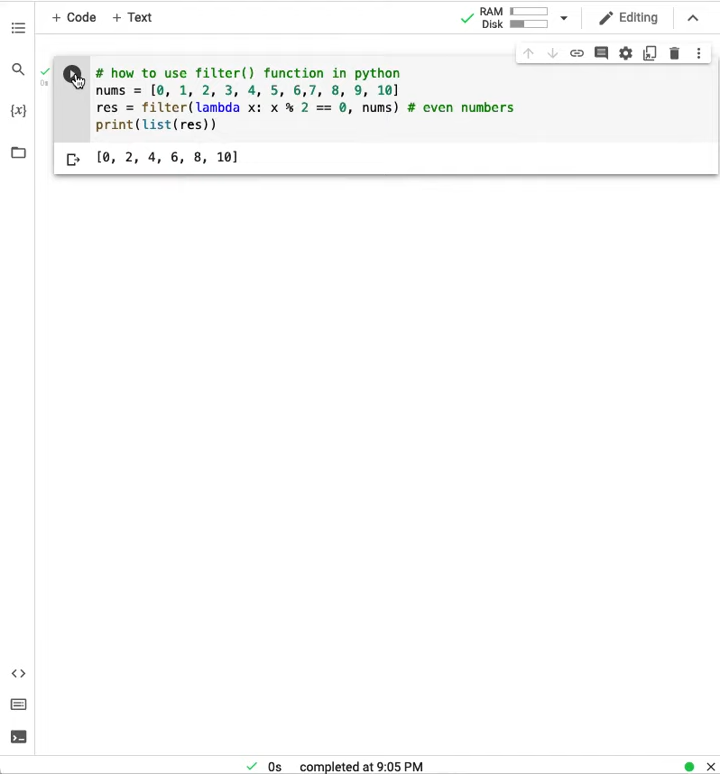 + Code + Text
RAM
Disk
Editing
{x}
0s
# how to use filter() function in python
nums = [0, 1, 2, 3, 4, 5, 6,7, 8, 9, 10]
res = filter(lambda x: x % 2 == 0, nums) # even numbers
print(list(res))
[0, 2, 4, 6, 8, 10]
0s completed at 9:05 PM